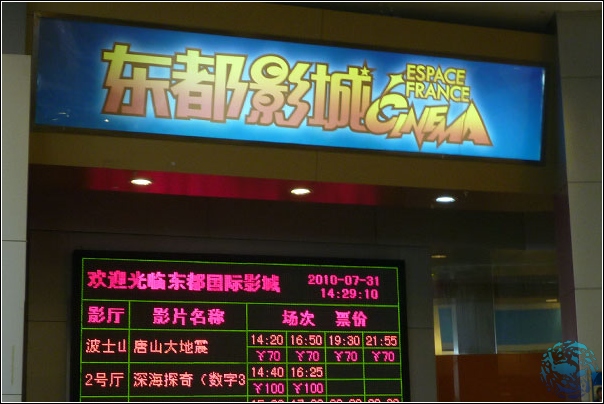 东都影城
ESPACE
FRANCE
CINEMA
欢迎光临东都国际影城 2010-07-31
14:29:10
影厅 影片名称 场次 票价
波士山 唐山大地震 14:20 16:50 19:30 21:55
¥70 ¥70 ¥70 ¥70
2号厅 深海探奇（数字3 14:40 16:25
¥100 ¥100